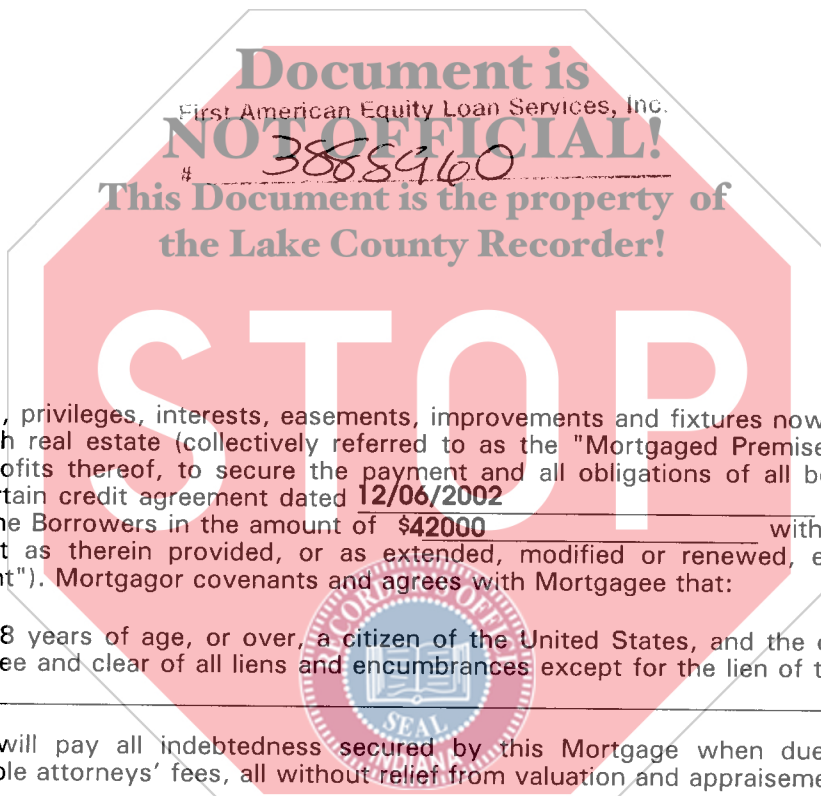 Document is
First American Equity Loan Services, Inc.
NOT OFFICIAL!
# 3885960
This Document is the property of
the Lake County Recorder!
STOP
, privileges, interests, easements, improvements and fixtures now
h real estate (collectively referred to as the "Mortgaged Premise
ofits thereof, to secure the payment and all obligations of all b
tain credit agreement dated 12/06/2002
ne Borrowers in the amount of $42000 with
t as therein provided, or as extended, modified or renewed, e
nt"). Mortgagor covenants and agrees with Mortgagee that:
8 years of age, or over, a citizen of the United States, and the
ee and clear of all liens and encumbrances except for the lien of t
will pay all indebtedness secured by this Mortgage when due
ble attorneys' fees, all without relief from valuation and appraiseme
RECORDER'S OFFICE
SEAL
INDIANA